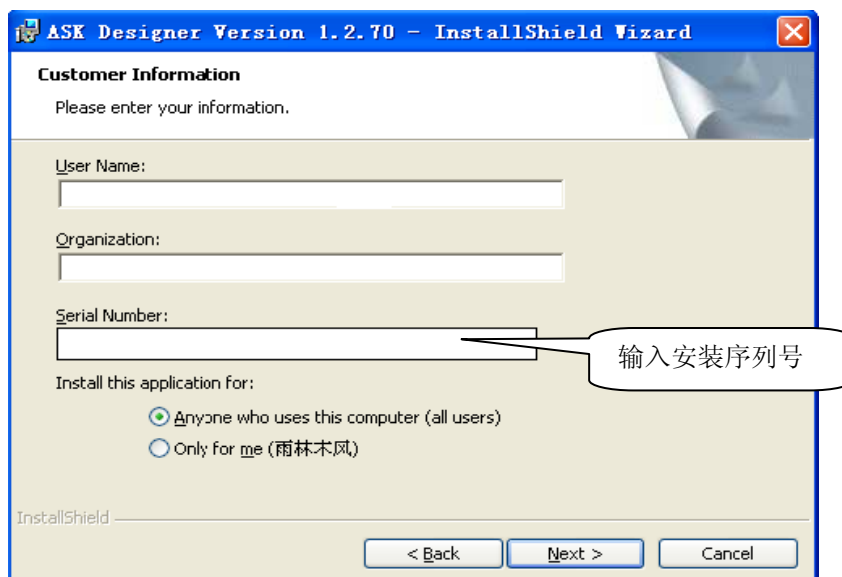 ASK Designer Version 1.2.70 - InstallShield Wizard
Customer Information
Please enter your information.
User Name:
Organization:
Serial Number:
输入安装序列号
Install this application for:
Anyone who uses this computer (all users)
Only for me (雨林木风)
InstallShield
< Back
Next >
Cancel